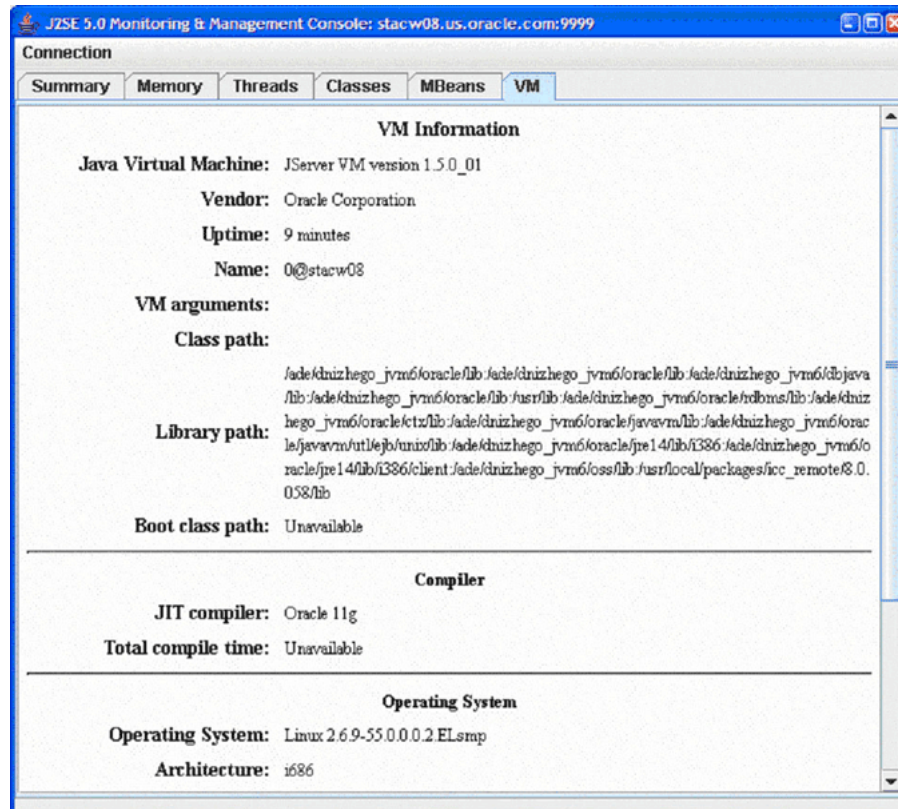 J2SE 5.0 Monitoring & Management Console: stacw08.us.oracle.com:9999
Connection
Summary Memory Threads Classes MBeans VM
VM Information
Java Virtual Machine: JServer VM version 1.5.0_01
Vendor: Oracle Corporation
Uptime: 9 minutes
Name: 0@stacw08
VM arguments:
Class path:
Library path: /ade/dnizhego_jvm6/oracle/lib:/ade/dnizhego_jvm6/oracle/lib:/ade/dnizhego_jvm6/dbjava
/lib:/ade/dnizhego_jvm6/oracle/lib:/usr/lib:/ade/dnizhego_jvm6/oracle/rdbms/lib:/ade/dniz
hego_jvm6/oracle/ctx/lib:/ade/dnizhego_jvm6/oracle/javavm/lib:/ade/dnizhego_jvm6/orac
le/javavm/utl/ejb/unix/lib:/ade/dnizhego_jvm6/oracle/jre14/lib/i386:/ade/dnizhego_jvm6/o
racle/jre14/lib/i386/client:/ade/dnizhego_jvm6/oss/lib:/usr/local/packages/icc_remote/8.0.
058/lib
Boot class path: Unavailable
Compiler
JIT compiler: Oracle 11g
Total compile time: Unavailable
Operating System
Operating System: Linux 2.6.9-55.0.0.0.2.ELsmp
Architecture: i686